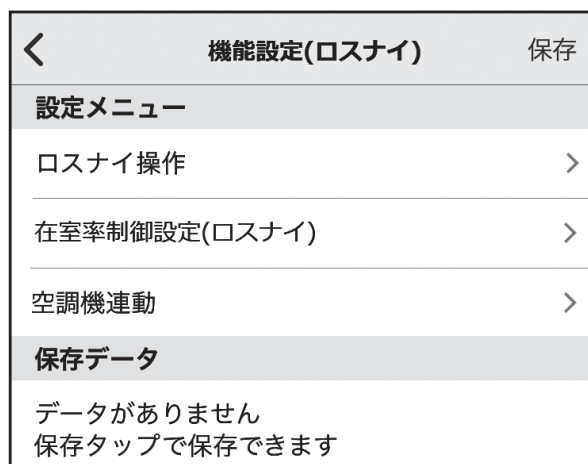 機能設定(ロスナイ) 保存
設定メニュー
ロスナイ操作
在室率制御設定(ロスナイ)
空調機連動
保存データ
データがありません
保存タップで保存できます